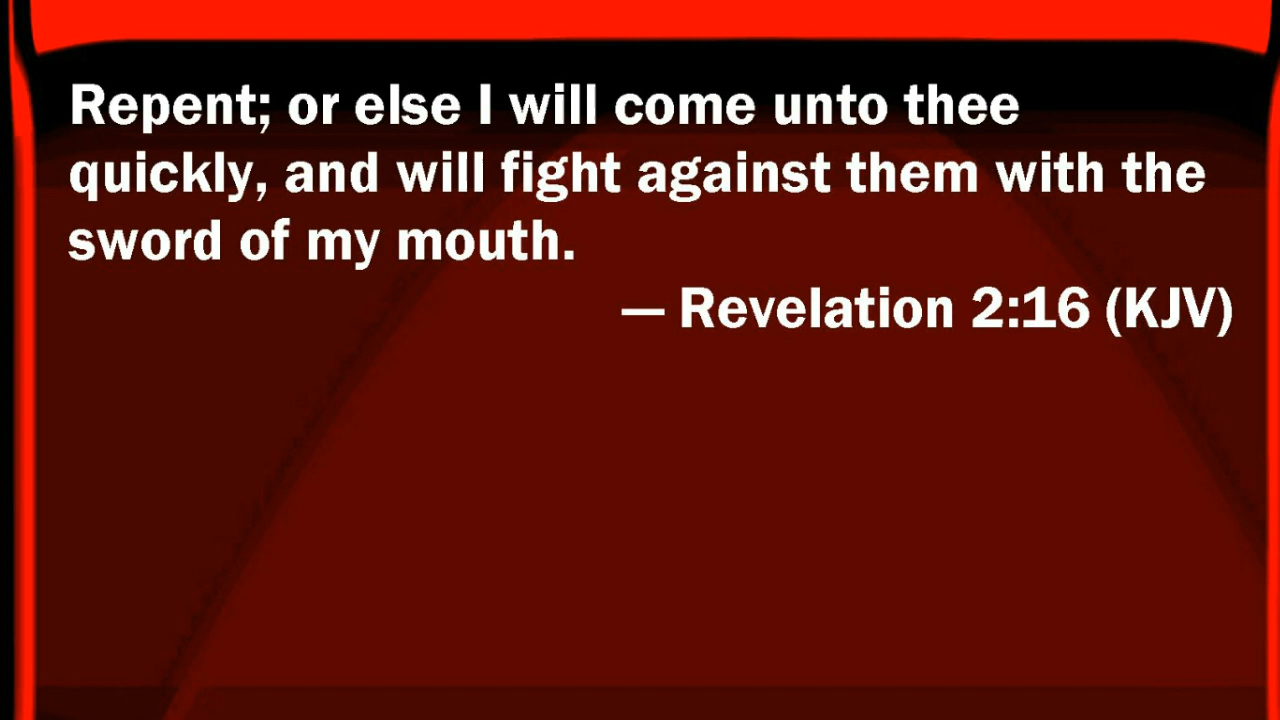 Repent; or else I will come unto thee
quickly, and will fight against them with the
sword of my mouth.
— Revelation 2:16 (KJV)